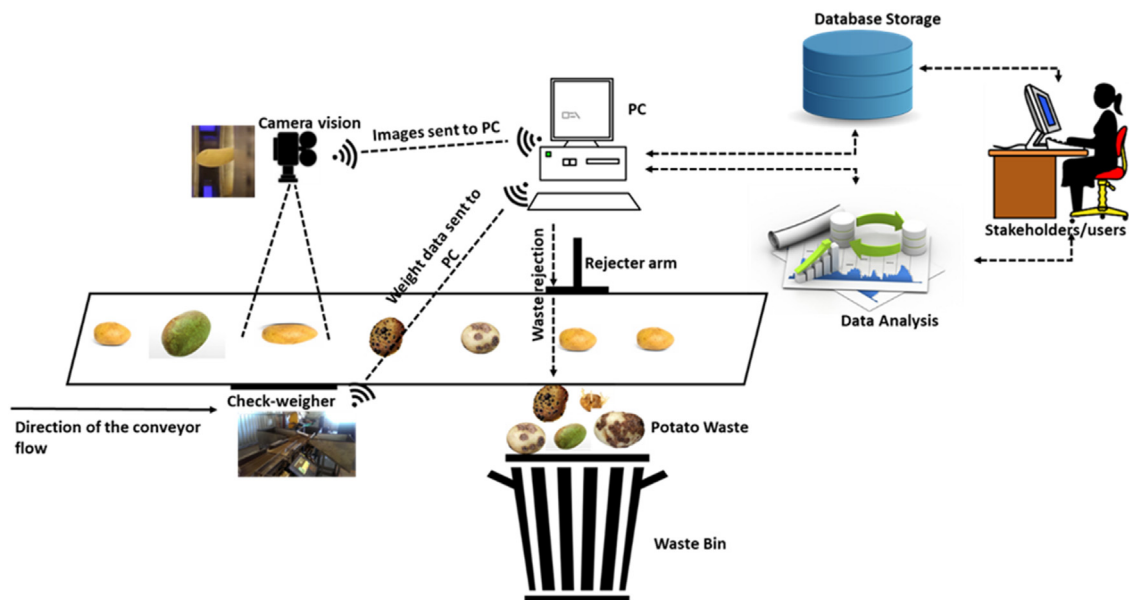 Database Storage
PC
Camera vision
Images sent to PC
Weight data sent to
PC
Waste rejection
Rejecter arm
Stakeholders/users
Data Analysis
Check-weigher
Direction of the conveyor
flow
Potato Waste
Waste Bin